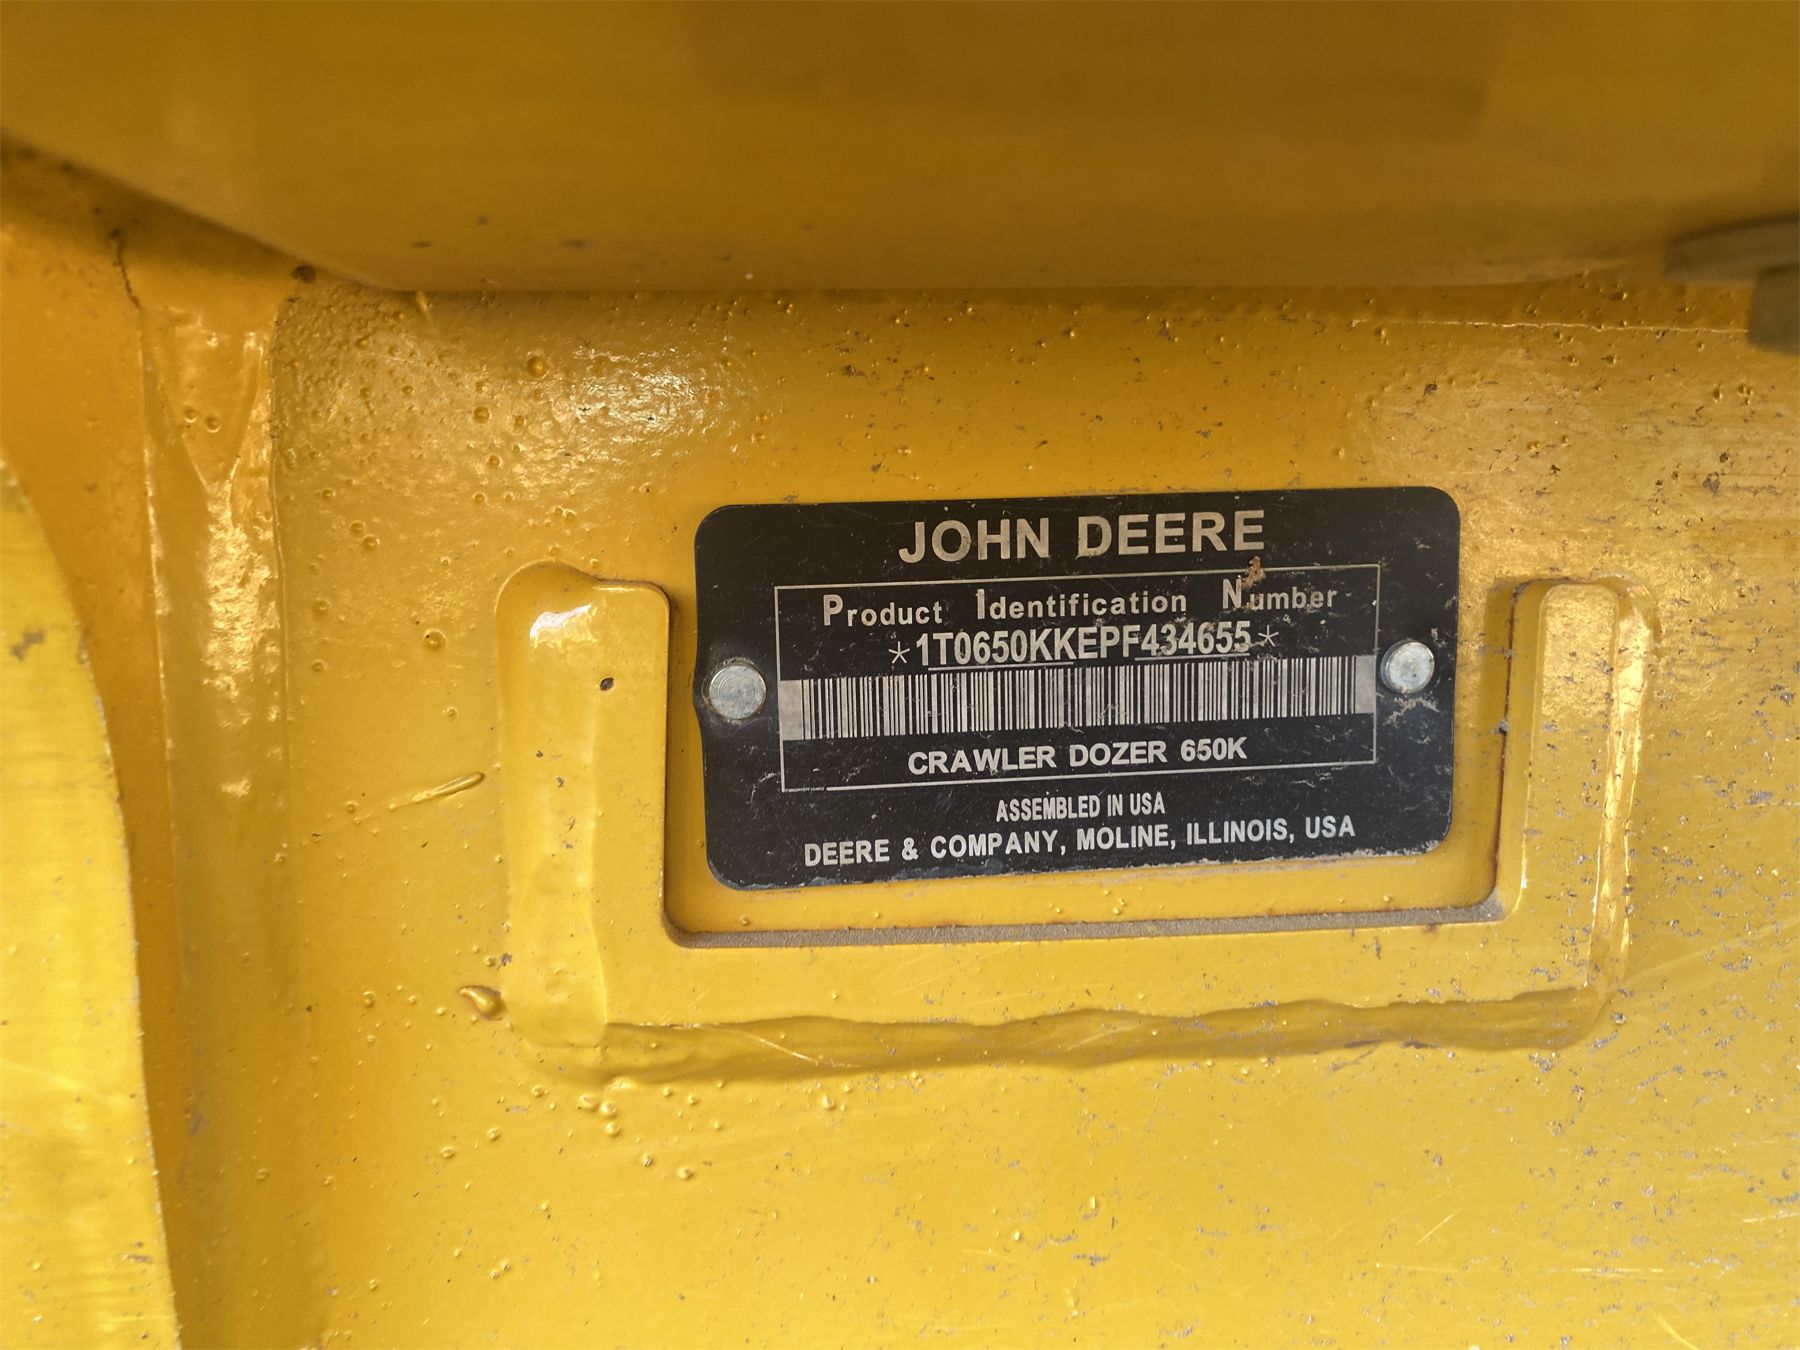 JOHN DEERE
Product Identification Number
*1T0650KKEPF434655*
CRAWLER DOZER 650K
ASSEMBLED IN USA
DEERE & COMPANY, MOLINE, ILLINOIS, USA